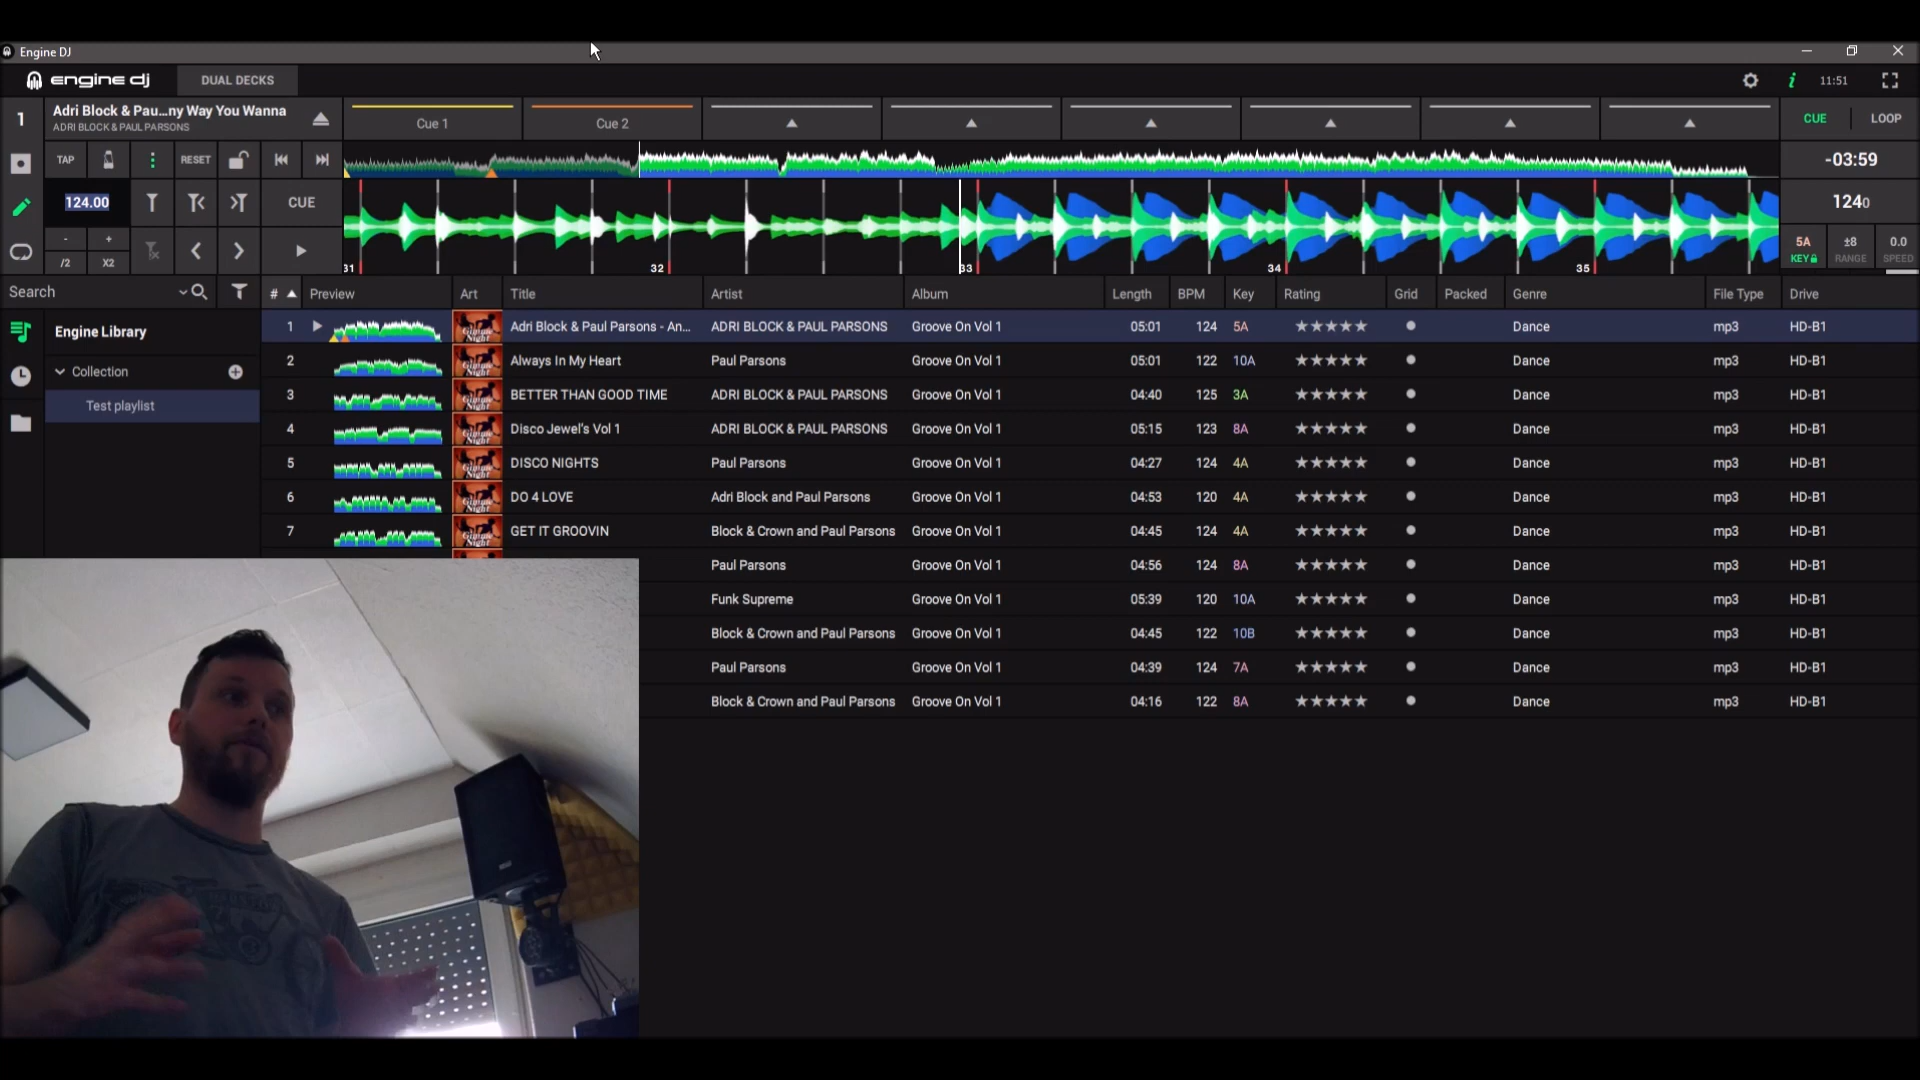 Engine DJ
engine dj DUAL DECKS 11:51
1 Adri Block & Pau...ny Way You Wanna
ADRI BLOCK & PAUL PARSONS
Cue 1 Cue 2
CUE LOOP
TAP RESET
-03:59
124.00 CUE
1240
- +
/2 X2
31 32 33 34 35
5A ±8 0.0
KEY RANGE SPEED
Search
# Preview Art Title Artist Album Length BPM Key Rating Grid Packed Genre File Type Drive
Engine Library
Collection
Test playlist
1 Adri Block & Paul Parsons - An... ADRI BLOCK & PAUL PARSONS Groove On Vol 1 05:01 124 5A ★★★★★ Dance mp3 HD-B1
2 Always In My Heart Paul Parsons Groove On Vol 1 05:01 122 10A ★★★★★ Dance mp3 HD-B1
3 BETTER THAN GOOD TIME ADRI BLOCK & PAUL PARSONS Groove On Vol 1 04:40 125 3A ★★★★★ Dance mp3 HD-B1
4 Disco Jewel's Vol 1 ADRI BLOCK & PAUL PARSONS Groove On Vol 1 05:15 123 8A ★★★★★ Dance mp3 HD-B1
5 DISCO NIGHTS Paul Parsons Groove On Vol 1 04:27 124 4A ★★★★★ Dance mp3 HD-B1
6 DO 4 LOVE Adri Block and Paul Parsons Groove On Vol 1 04:53 120 4A ★★★★★ Dance mp3 HD-B1
7 GET IT GROOVIN Block & Crown and Paul Parsons Groove On Vol 1 04:45 124 4A ★★★★★ Dance mp3 HD-B1
Paul Parsons Groove On Vol 1 04:56 124 8A ★★★★★ Dance mp3 HD-B1
Funk Supreme Groove On Vol 1 05:39 120 10A ★★★★★ Dance mp3 HD-B1
Block & Crown and Paul Parsons Groove On Vol 1 04:45 122 10B ★★★★★ Dance mp3 HD-B1
Paul Parsons Groove On Vol 1 04:39 124 7A ★★★★★ Dance mp3 HD-B1
Block & Crown and Paul Parsons Groove On Vol 1 04:16 122 8A ★★★★★ Dance mp3 HD-B1